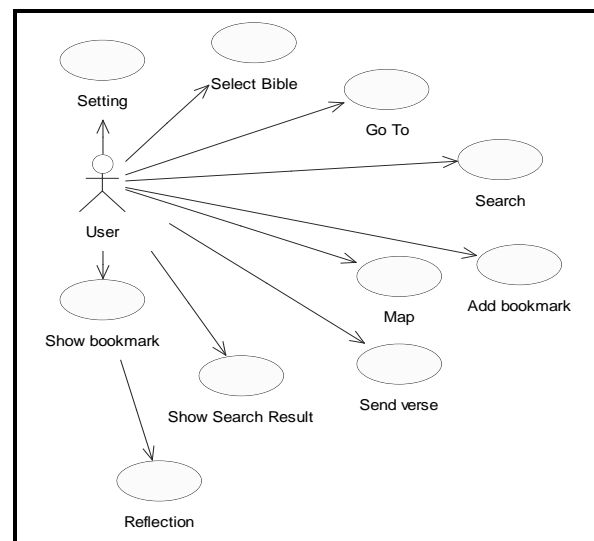 Select Bible
Setting
Go To
Search
User
Add bookmark
Map
Show bookmark
Send verse
Show Search Result
Reflection